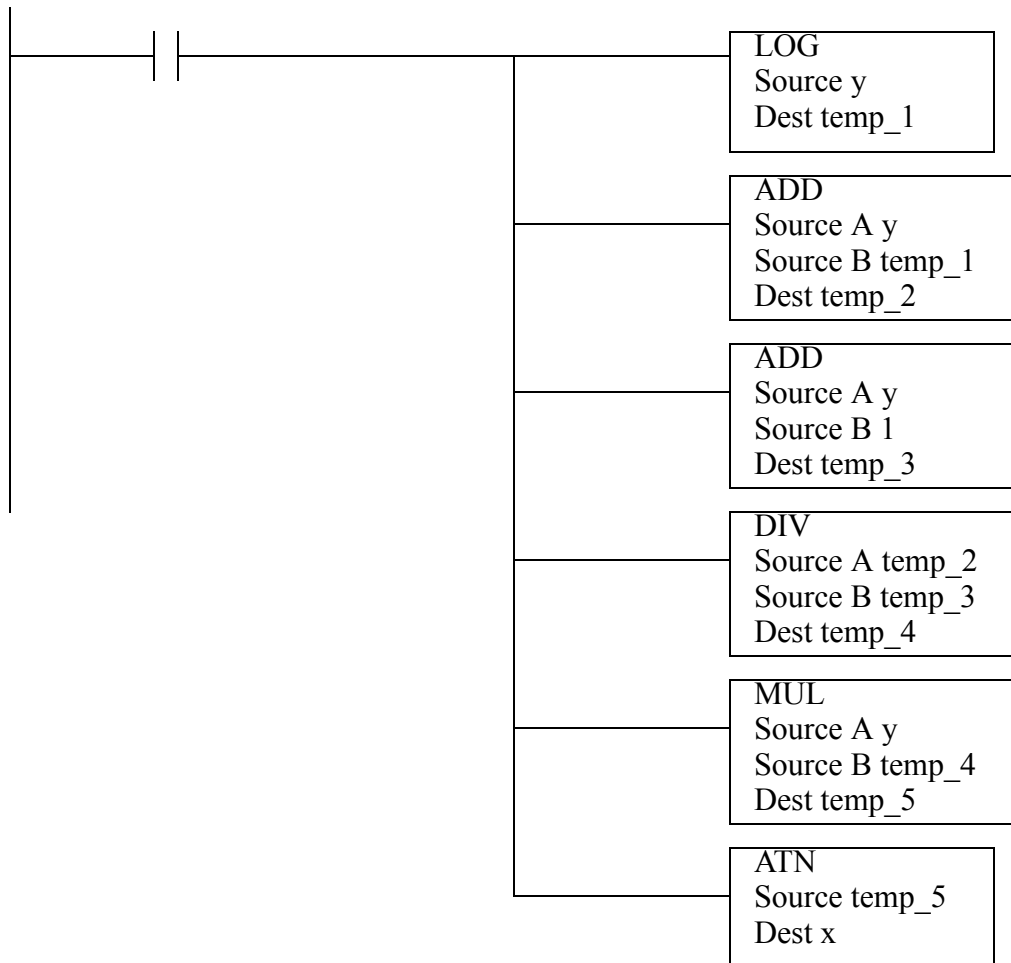 LOG
Source y
Dest temp_1
ADD
Source A y
Source B temp_1
Dest temp_2
ADD
Source A y
Source B 1
Dest temp_3
DIV
Source A temp_2
Source B temp_3
Dest temp_4
MUL
Source A y
Source B temp_4
Dest temp_5
ATN
Source temp_5
Dest x